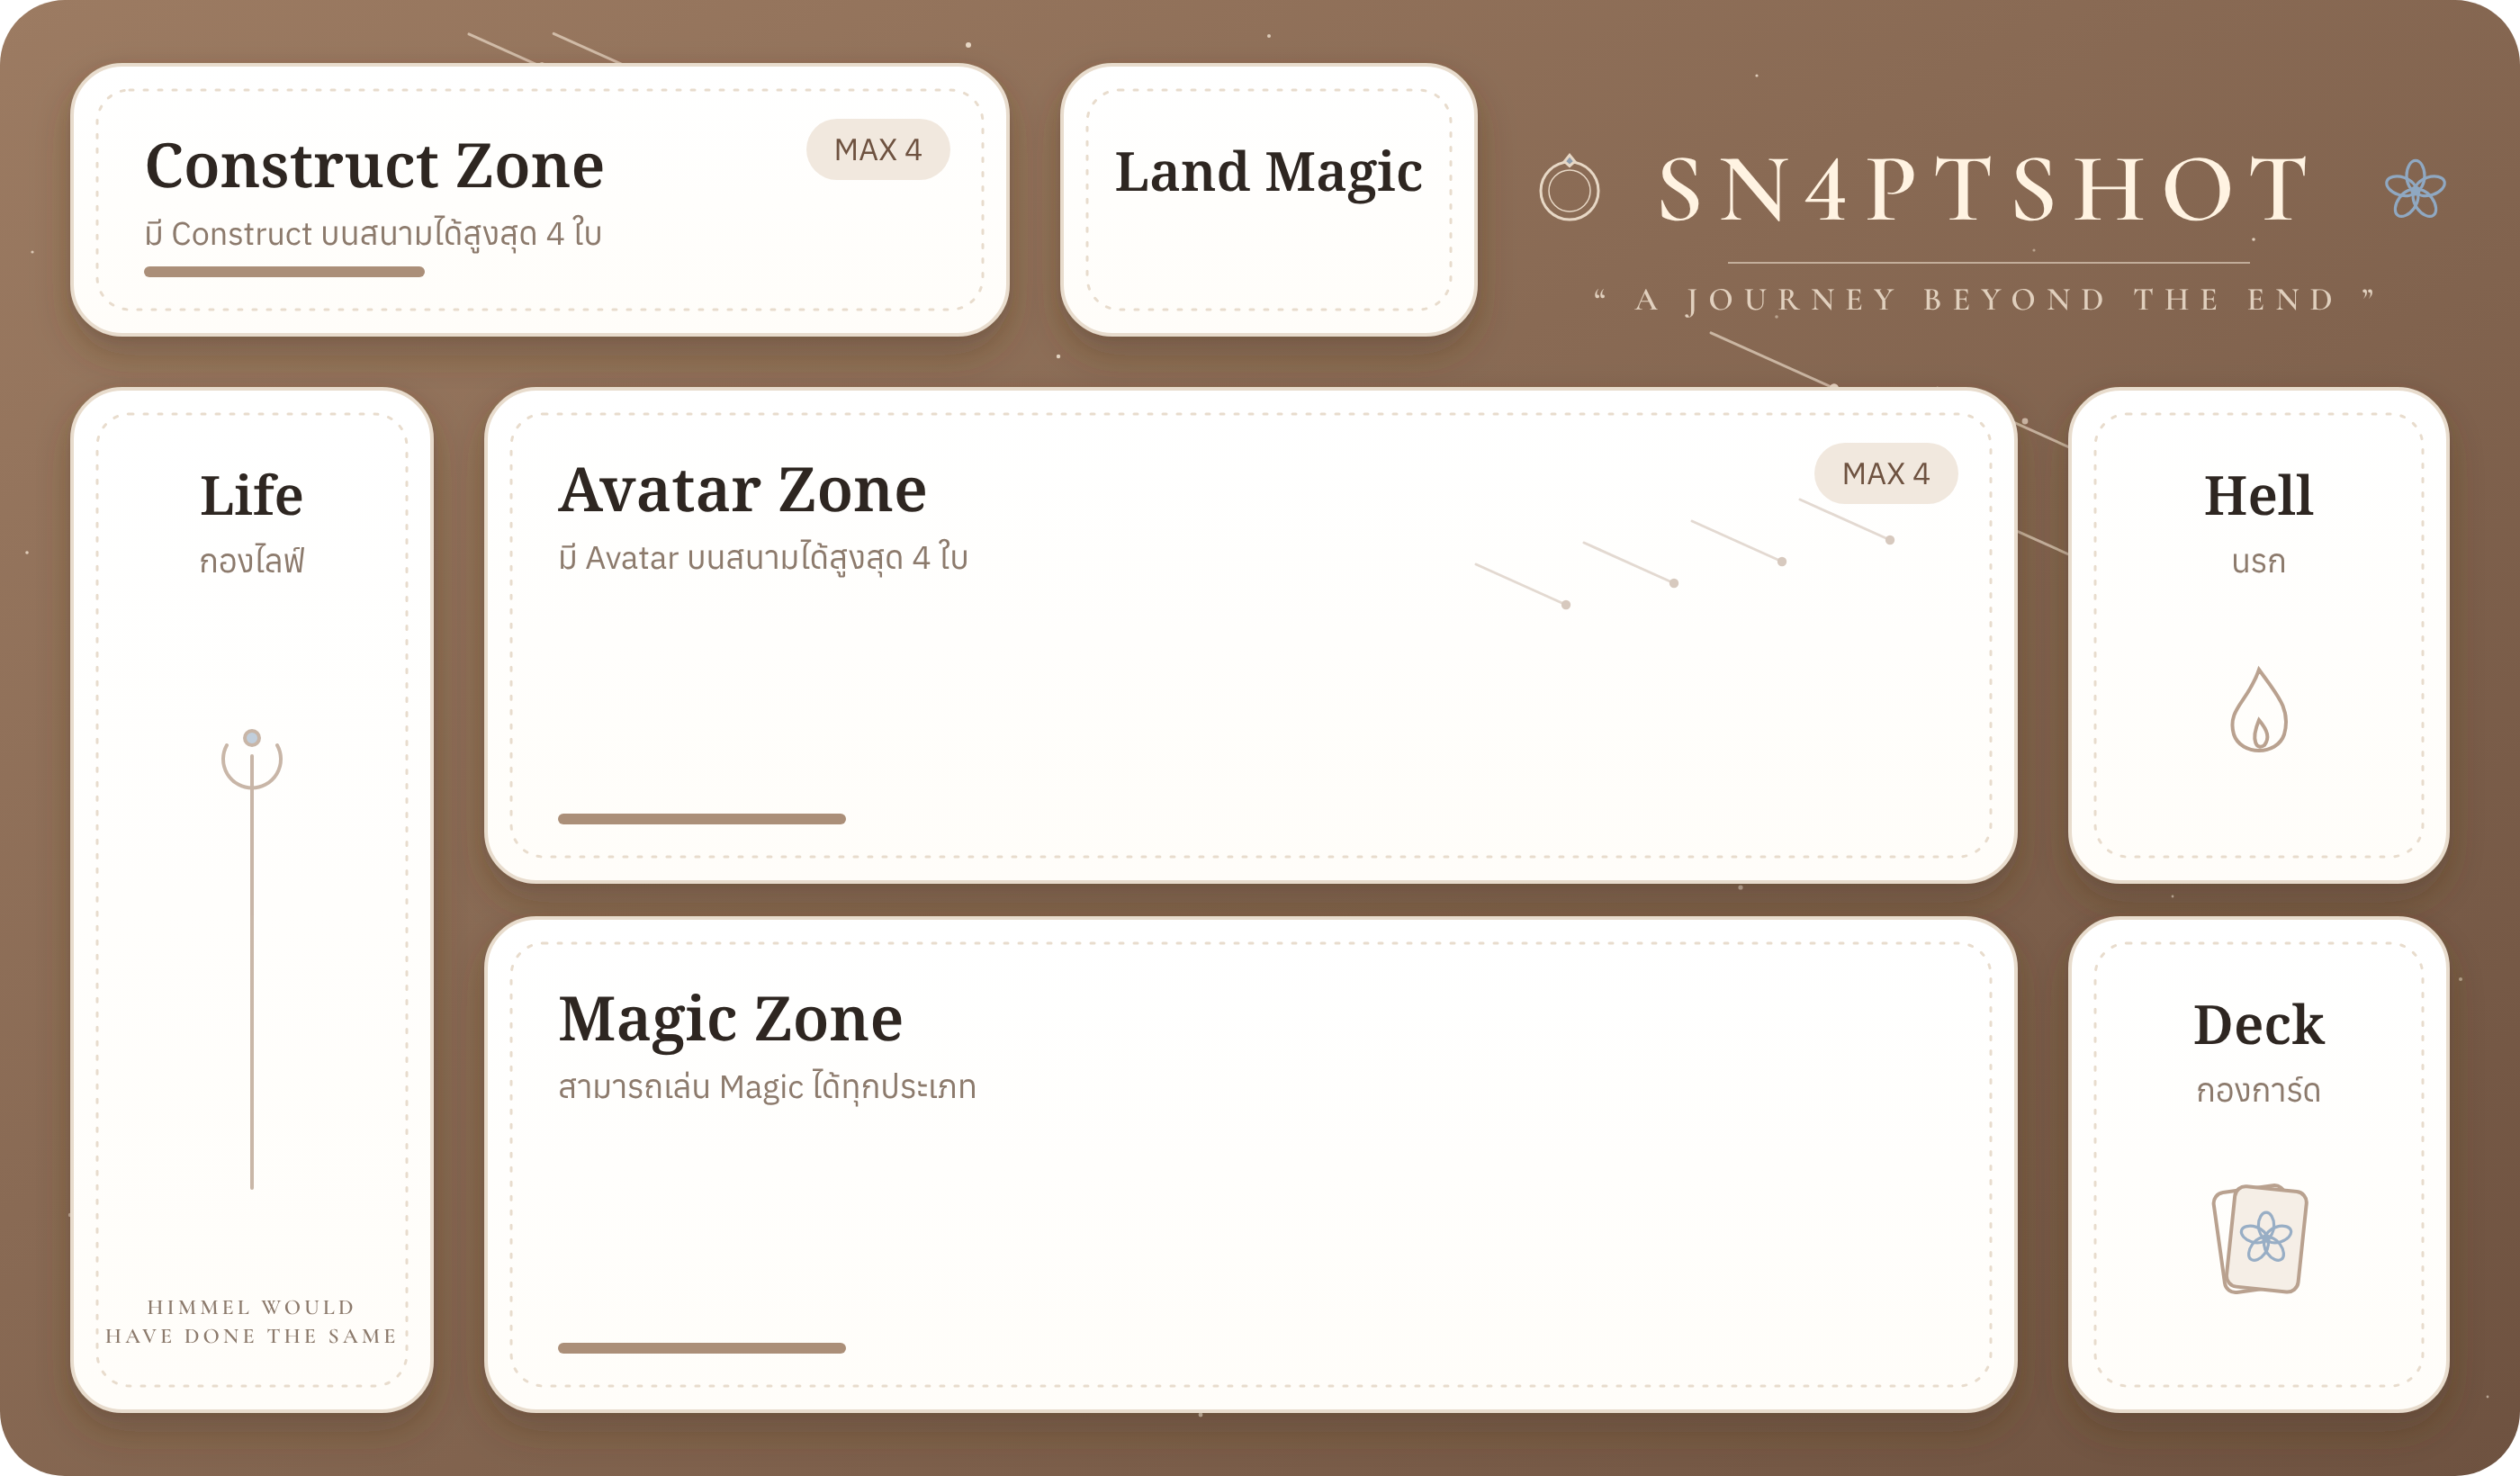 Construct Zone
MAX 4
มี Construct บนสนามได้สูงสุด 4 ใบ
Land Magic
SN4PTSHOT
“ A JOURNEY BEYOND THE END ”
Life
กองไลฟ์
HIMMEL WOULD
HAVE DONE THE SAME
Avatar Zone
MAX 4
มี Avatar บนสนามได้สูงสุด 4 ใบ
Hell
นรก
Magic Zone
สามารถเล่น Magic ได้ทุกประเภท
Deck
กองการ์ด